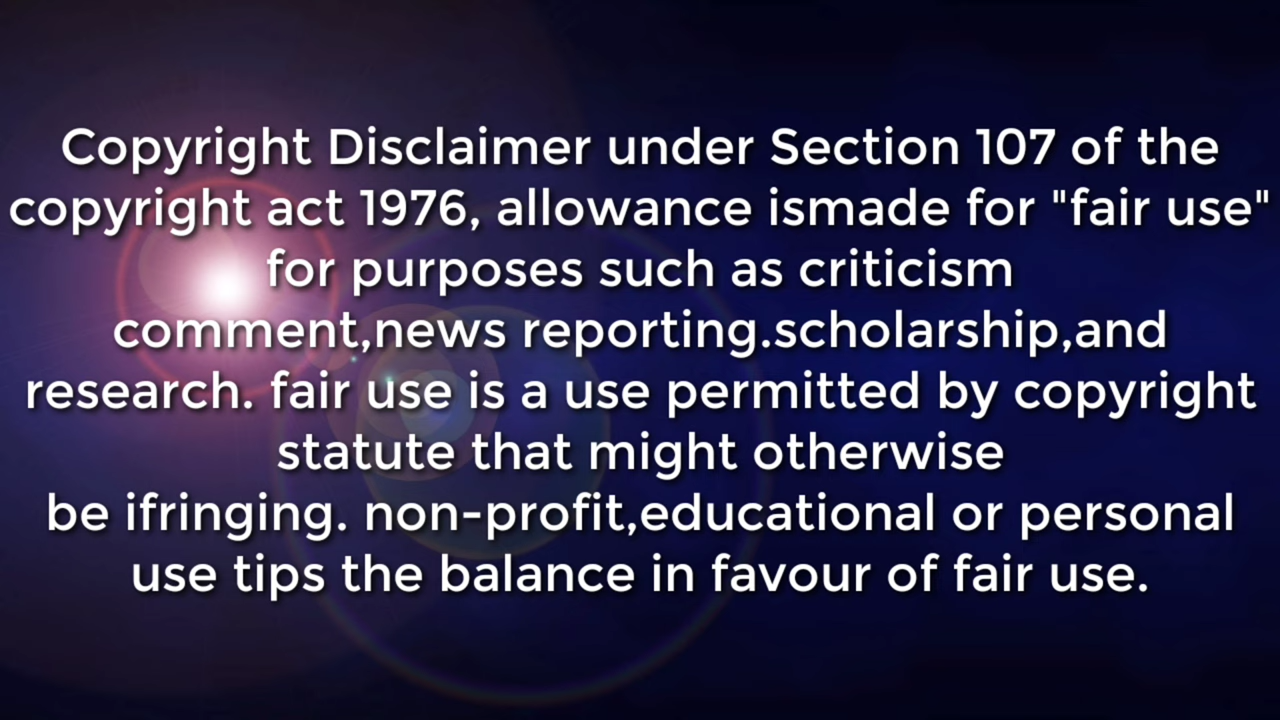 Copyright Disclaimer under Section 107 of the
copyright act 1976, allowance ismade for "fair use"
for purposes such as criticism
comment,news reporting.scholarship,and
research. fair use is a use permitted by copyright
statute that might otherwise
be ifringing. non-profit,educational or personal
use tips the balance in favour of fair use.